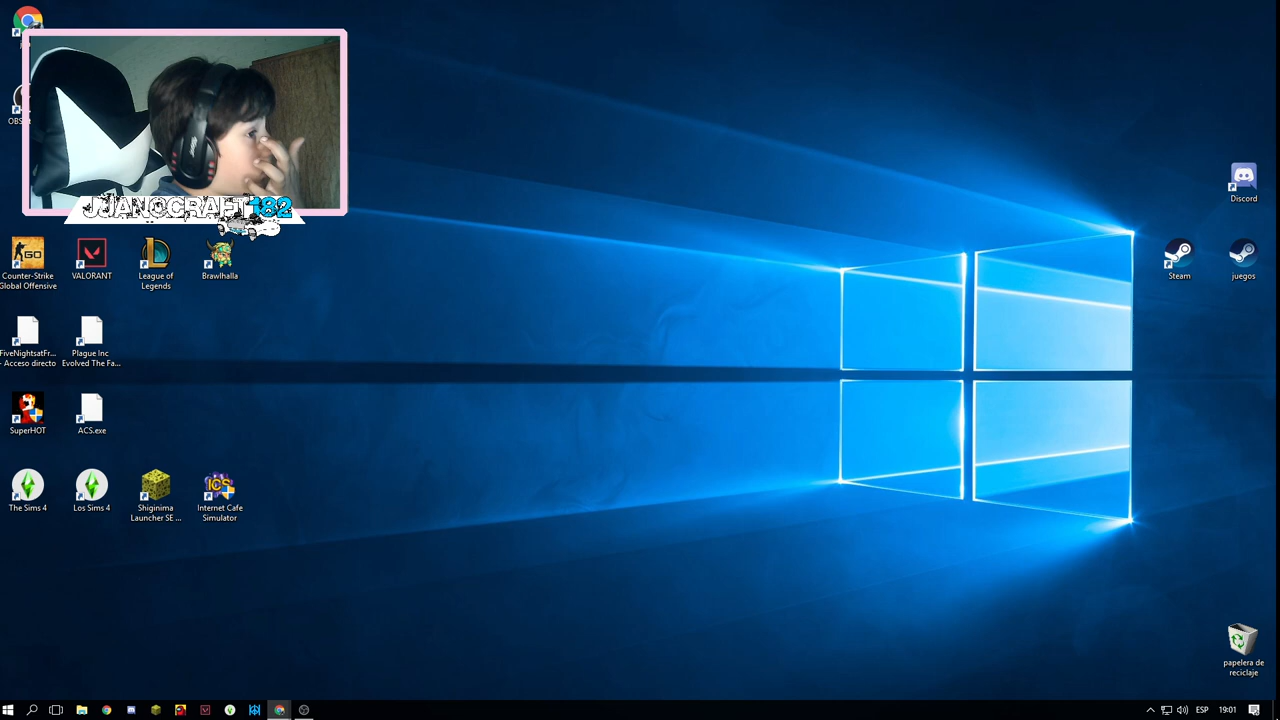 JUANOCRAFT182
Discord
Counter-Strike
Global Offensive
VALORANT
League of
Legends
Brawlhalla
Steam
juegos
FiveNightsatFr...
- Acceso directo
Plague Inc
Evolved The Fa...
SuperHOT
ACS.exe
The Sims 4
Los Sims 4
Shiginima
Launcher SE ...
Internet Cafe
Simulator
papelera de
reciclaje
ESP
19:01